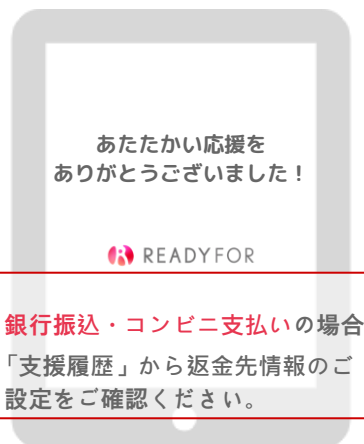 あたたかい応援を
ありがとうございました！
READYFOR
銀行振込・コンビニ支払いの場合
「支援履歴」から返金先情報のご
設定をご確認ください。